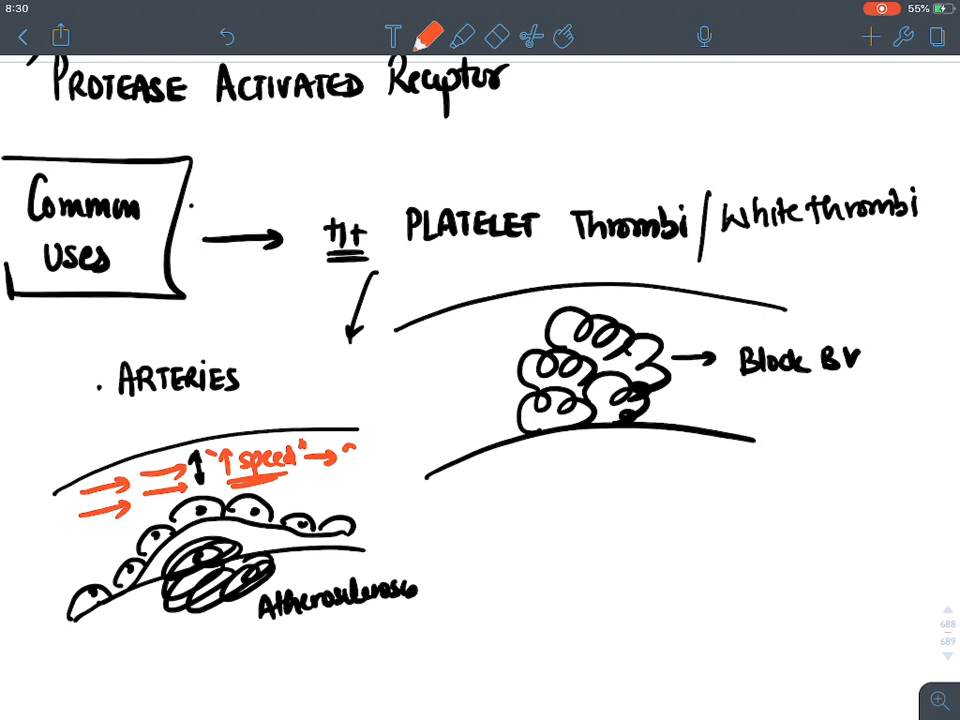 8:30
55%
T
PROTEASE ACTIVATED Receptor
Common
uses
PLATELET Thrombi / White thrombi
Block BV
. ARTERIES
"↑ speed" →
Atherosclerosis
688
689